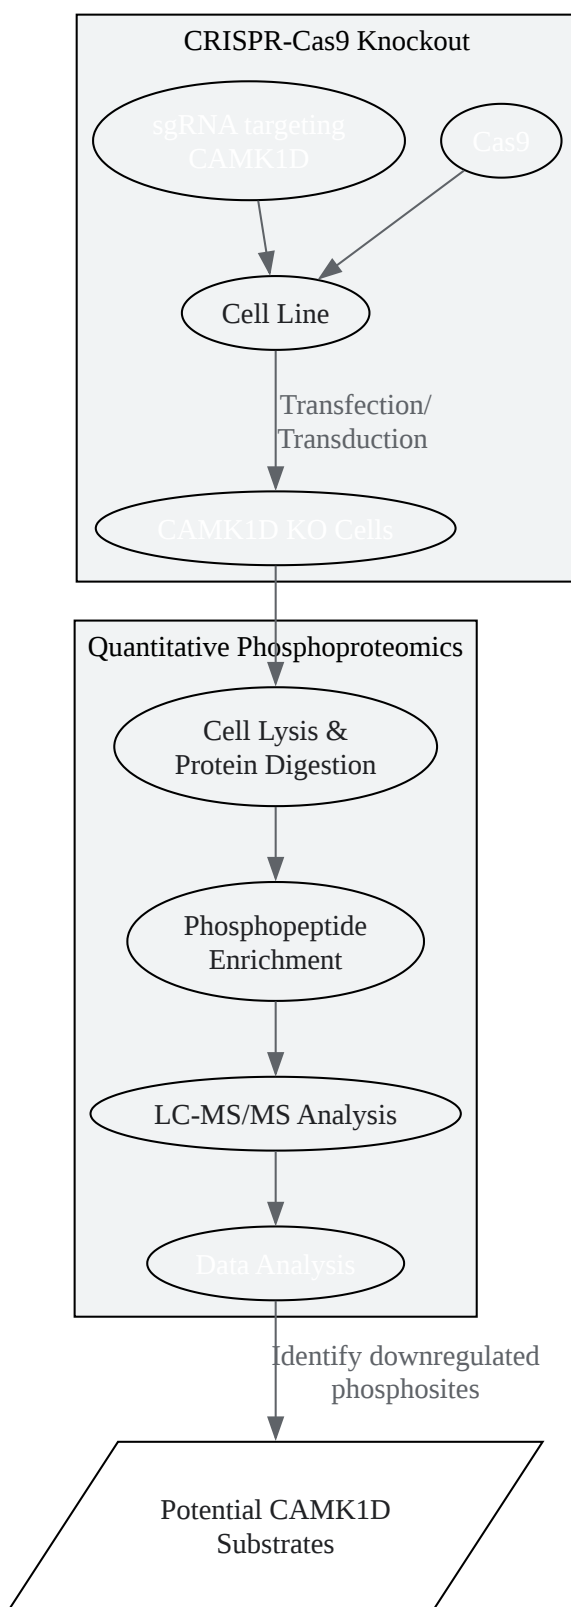 CRISPR-Cas9 Knockout
sgRNA targeting
CAMK1D
Cas9
Cell Line
Transfection/
Transduction
CAMK1D KO Cells
Quantitative Phosphoproteomics
Cell Lysis &
Protein Digestion
Phosphopeptide
Enrichment
LC-MS/MS Analysis
Data Analysis
Identify downregulated
phosphosites
Potential CAMK1D
Substrates